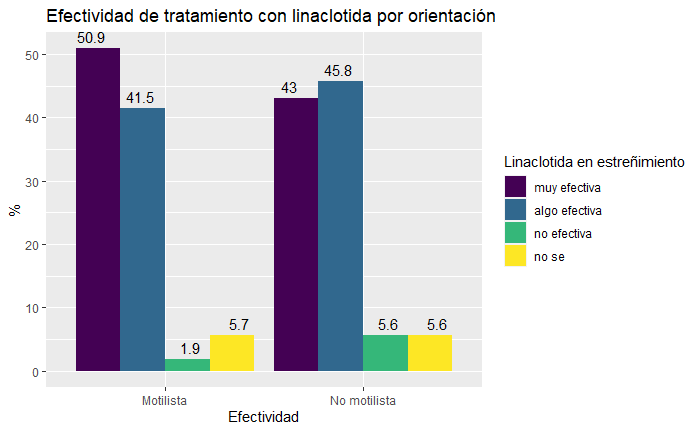 Efectividad de tratamiento con linaclotida por orientación
50.9
41.5
1.9
5.7
43
45.8
5.6
5.6
50
40
30
20
10
0
%
Motilista
No motilista
Efectividad
Linaclotida en estreñimiento
muy efectiva
algo efectiva
no efectiva
no se